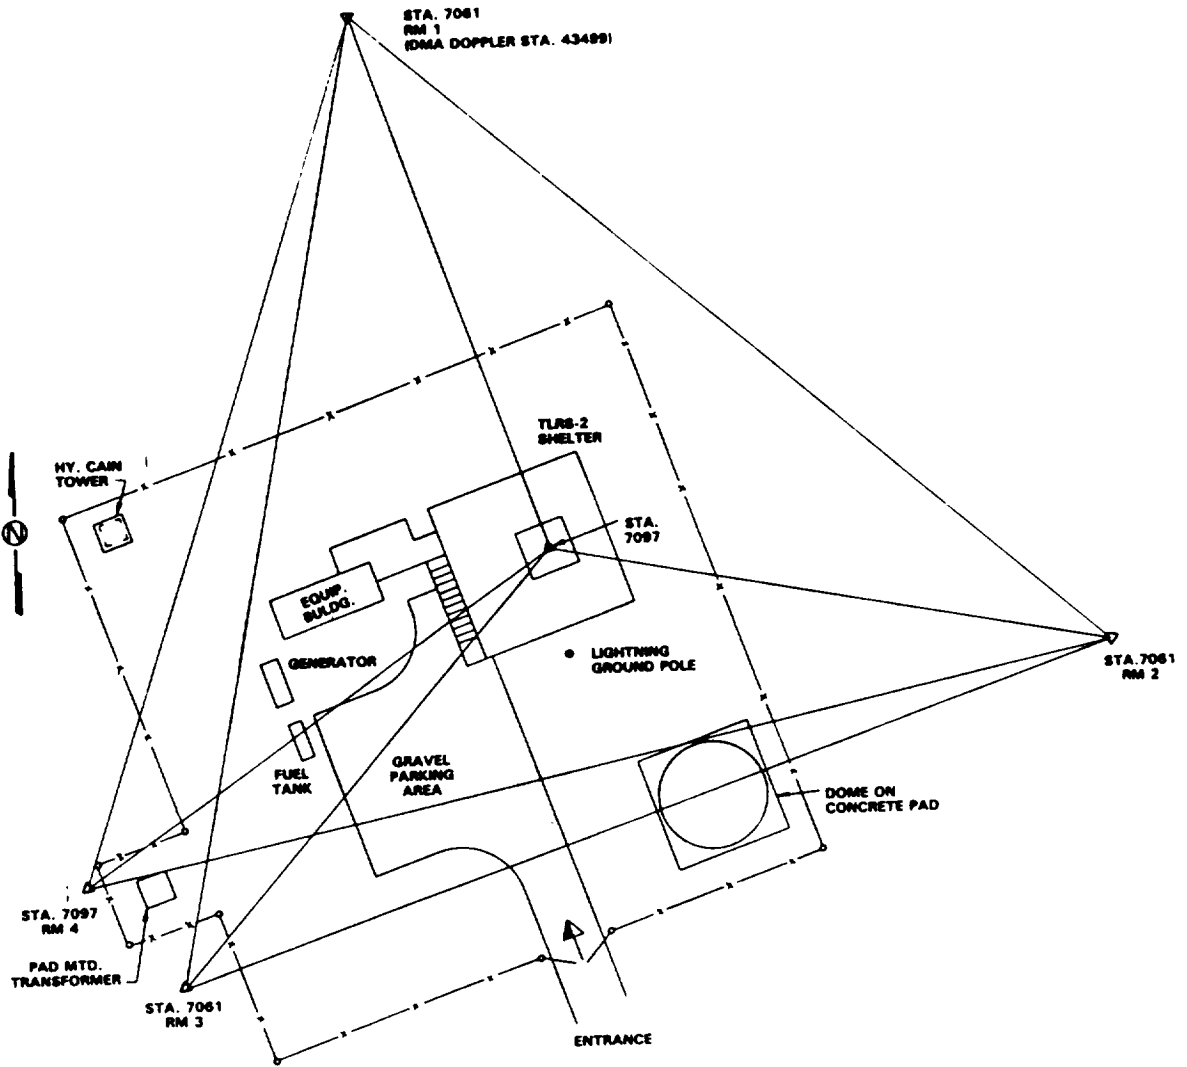 STA. 7061
RM 1
(DMA DOPPLER STA. 43499)
TLRS-2
SHELTER
HY. CAIN
TOWER
STA.
7097
N
EQUIP.
BULDG.
GENERATOR
LIGHTNING
GROUND POLE
STA. 7061
RM 2
FUEL
TANK
GRAVEL
PARKING
AREA
DOME ON
CONCRETE PAD
STA. 7097
RM 4
PAD MTD.
TRANSFORMER
STA. 7061
RM 3
ENTRANCE